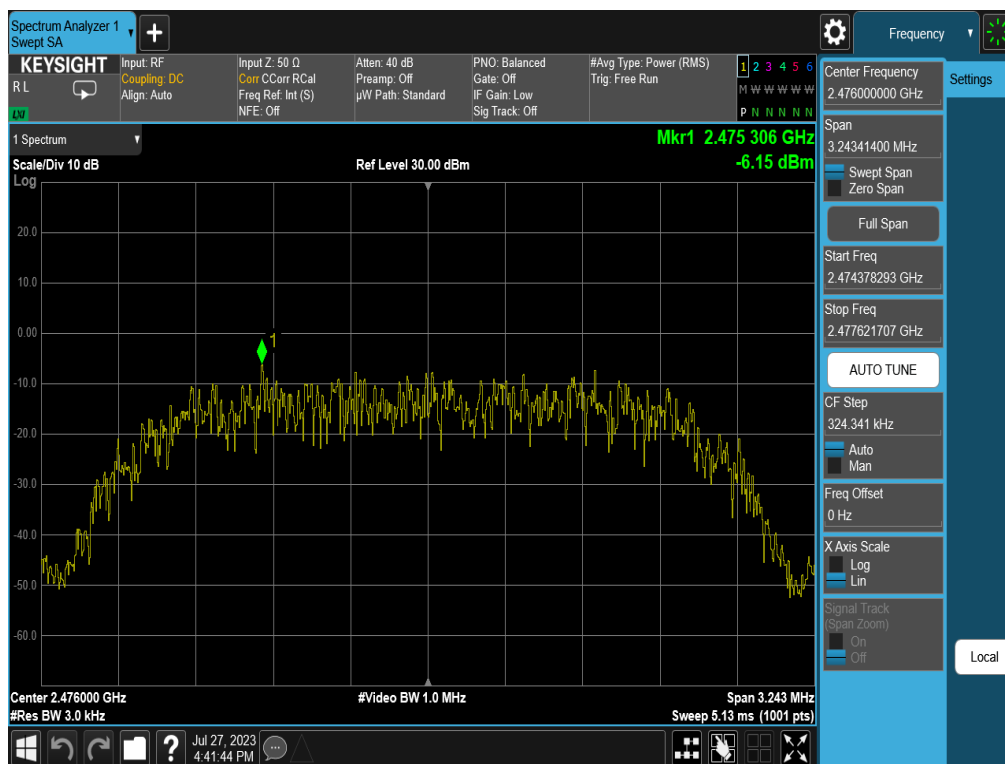 Spectrum Analyzer 1
Swept SA
Frequency
KEYSIGHT
R L
LNI
Input: RF
Coupling: DC
Align: Auto
Input Z: 50 Ω
Corr CCorr RCal
Freq Ref: Int (S)
NFE: Off
Atten: 40 dB
Preamp: Off
µW Path: Standard
PNO: Balanced
Gate: Off
IF Gain: Low
Sig Track: Off
#Avg Type: Power (RMS)
Trig: Free Run
1 2 3 4 5 6
M W W W W W
P N N N N N
1 Spectrum
Scale/Div 10 dB
Ref Level 30.00 dBm
Mkr1 2.475 306 GHz
-6.15 dBm
Log
20.0
10.0
0.00
-10.0
-20.0
-30.0
-40.0
-50.0
-60.0
1
Center 2.476000 GHz
#Video BW 1.0 MHz
Span 3.243 MHz
#Res BW 3.0 kHz
Sweep 5.13 ms (1001 pts)
?
Jul 27, 2023
4:41:44 PM
Center Frequency
2.476000000 GHz
Settings
Span
3.24341400 MHz
Swept Span
Zero Span
Full Span
Start Freq
2.474378293 GHz
Stop Freq
2.477621707 GHz
AUTO TUNE
CF Step
324.341 kHz
Auto
Man
Freq Offset
0 Hz
X Axis Scale
Log
Lin
Signal Track
(Span Zoom)
On
Off
Local